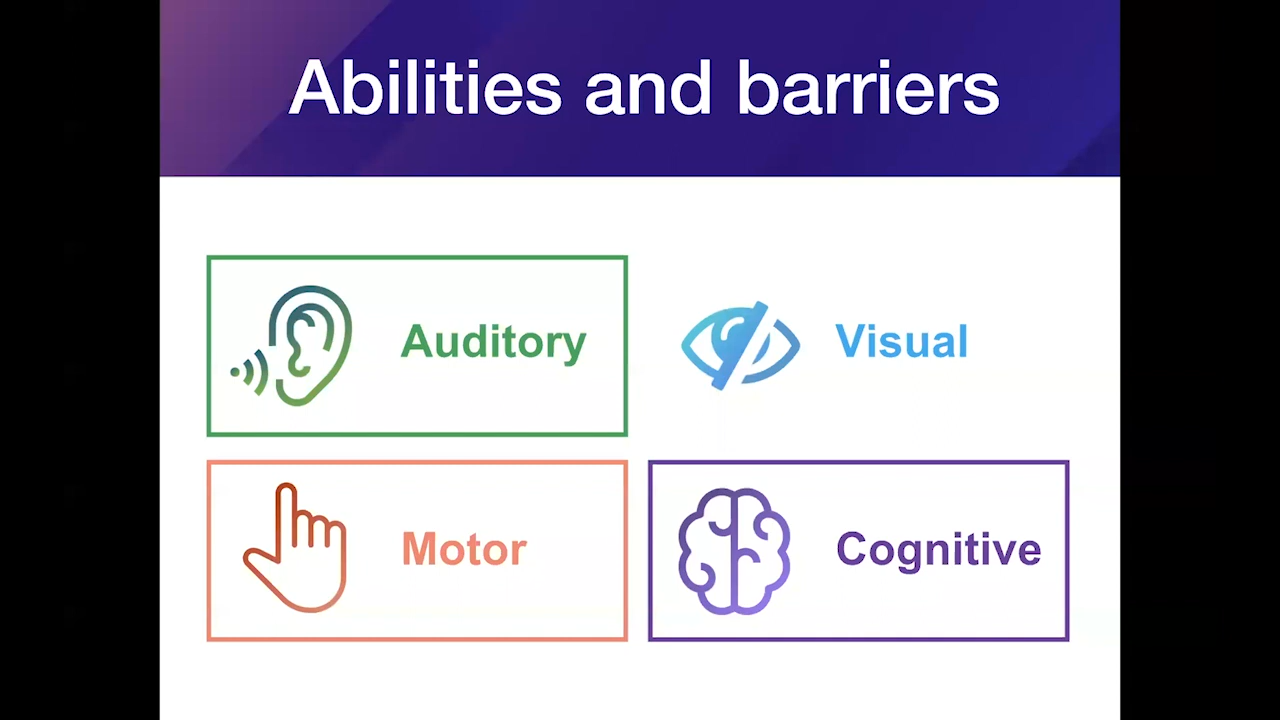 Abilities and barriers
Auditory
Visual
Motor
Cognitive